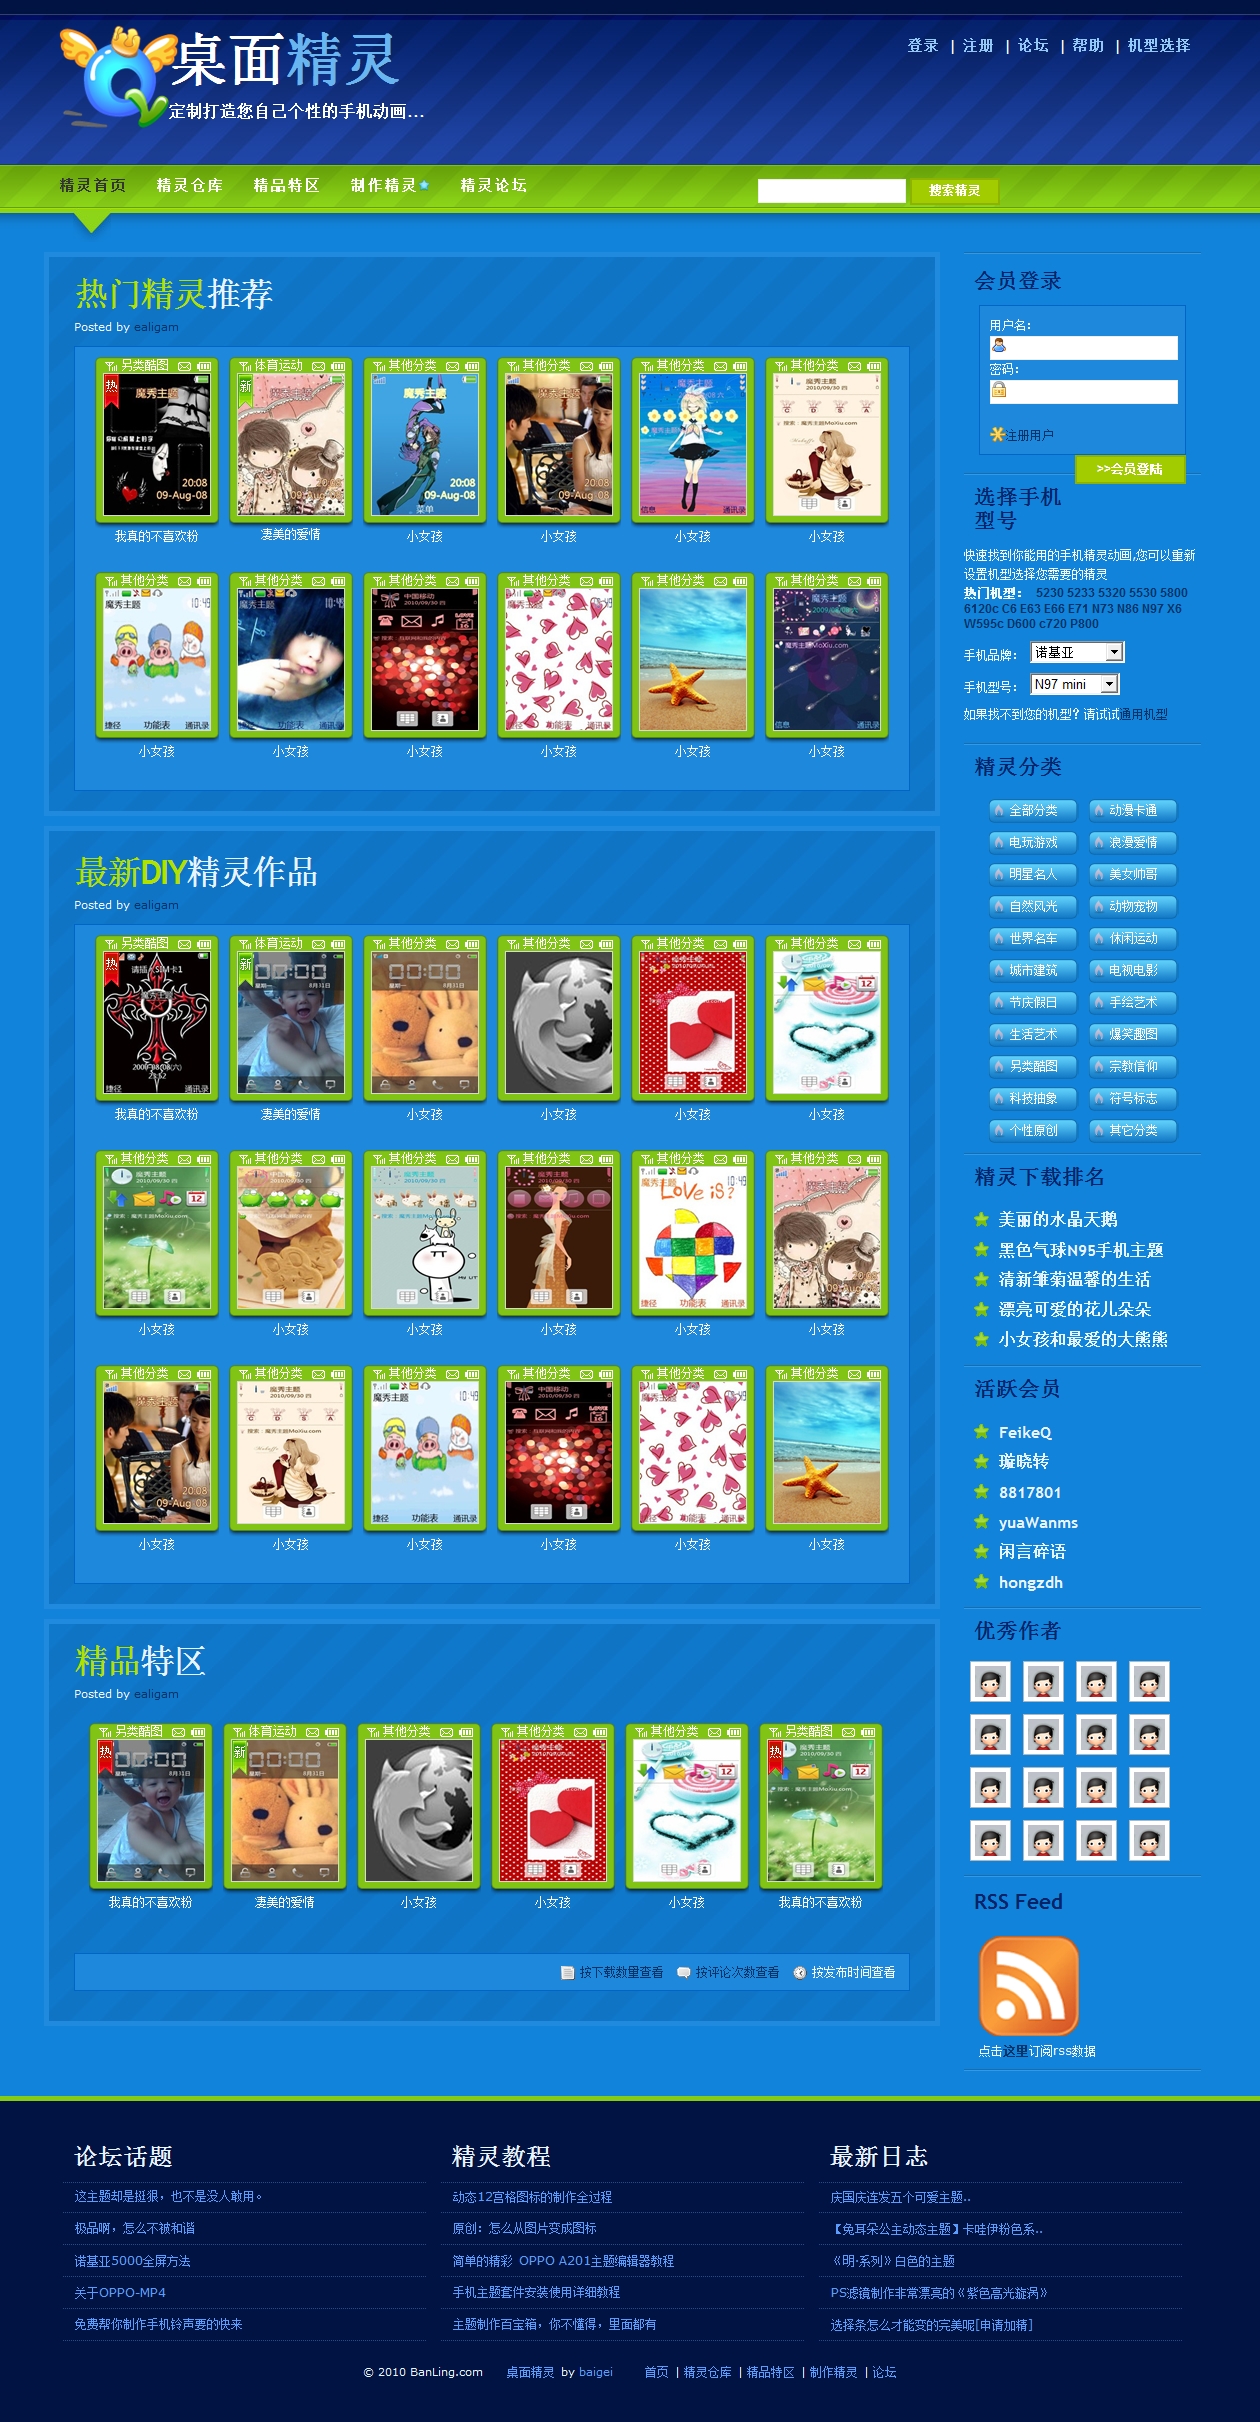 桌面精灵
定制打造您自己个性的手机动画...
登录 | 注册 | 论坛 | 帮助 | 机型选择
精灵首页 精灵仓库 精品特区 制作精灵 精灵论坛
搜索精灵
热门精灵推荐
Posted by ealigam
另类酷图 体育运动 其他分类 其他分类 其他分类 其他分类
热 新
我真的不喜欢粉 凄美的爱情 小女孩 小女孩 小女孩 小女孩
其他分类 其他分类 其他分类 其他分类 其他分类 其他分类
小女孩 小女孩 小女孩 小女孩 小女孩 小女孩
最新DIY精灵作品
Posted by ealigam
另类酷图 体育运动 其他分类 其他分类 其他分类 其他分类
热 新
我真的不喜欢粉 凄美的爱情 小女孩 小女孩 小女孩 小女孩
其他分类 其他分类 其他分类 其他分类 其他分类 其他分类
小女孩 小女孩 小女孩 小女孩 小女孩 小女孩
其他分类 其他分类 其他分类 其他分类 其他分类 其他分类
小女孩 小女孩 小女孩 小女孩 小女孩 小女孩
精品特区
Posted by ealigam
另类酷图 体育运动 其他分类 其他分类 其他分类 另类酷图
热 新 热
我真的不喜欢粉 凄美的爱情 小女孩 小女孩 小女孩 我真的不喜欢粉
按下载数量查看 按评论次数查看 按发布时间查看
会员登录
用户名:
密码:
注册用户
>>会员登陆
选择手机
型号
快速找到你能用的手机精灵动画,您可以重新
设置机型选择您需要的精灵
热门机型: 5230 5233 5320 5530 5800
6120c C6 E63 E66 E71 N73 N86 N97 X6
W595c D600 c720 P800
手机品牌: 诺基亚
手机型号: N97 mini
如果找不到您的机型? 请试试通用机型
精灵分类
全部分类 动漫卡通
电玩游戏 浪漫爱情
明星名人 美女帅哥
自然风光 动物宠物
世界名车 休闲运动
城市建筑 电视电影
节庆假日 手绘艺术
生活艺术 爆笑趣图
另类酷图 宗教信仰
科技抽象 符号标志
个性原创 其它分类
精灵下载排名
美丽的水晶天鹅
黑色气球N95手机主题
清新雏菊温馨的生活
漂亮可爱的花儿朵朵
小女孩和最爱的大熊熊
活跃会员
FeikeQ
璇晓转
8817801
yuaWanms
闲言碎语
hongzdh
优秀作者
RSS Feed
点击这里订阅rss数据
论坛话题
这主题却是挺狠，也不是没人敢用。
极品啊，怎么不被和谐
诺基亚5000全屏方法
关于OPPO-MP4
免费帮你制作手机铃声要的快来
精灵教程
动态12宫格图标的制作全过程
原创: 怎么从图片变成图标
简单的精彩 OPPO A201主题编辑器教程
手机主题套件安装使用详细教程
主题制作百宝箱，你不懂得，里面都有
最新日志
庆国庆连发五个可爱主题..
【兔耳朵公主动态主题】卡哇伊粉色系..
《明·系列》白色的主题
PS滤镜制作非常漂亮的《紫色高光漩涡》
选择条怎么才能变的完美呢[申请加精]
© 2010 BanLing.com 桌面精灵 by baigei 首页 | 精灵仓库 | 精品特区 | 制作精灵 | 论坛